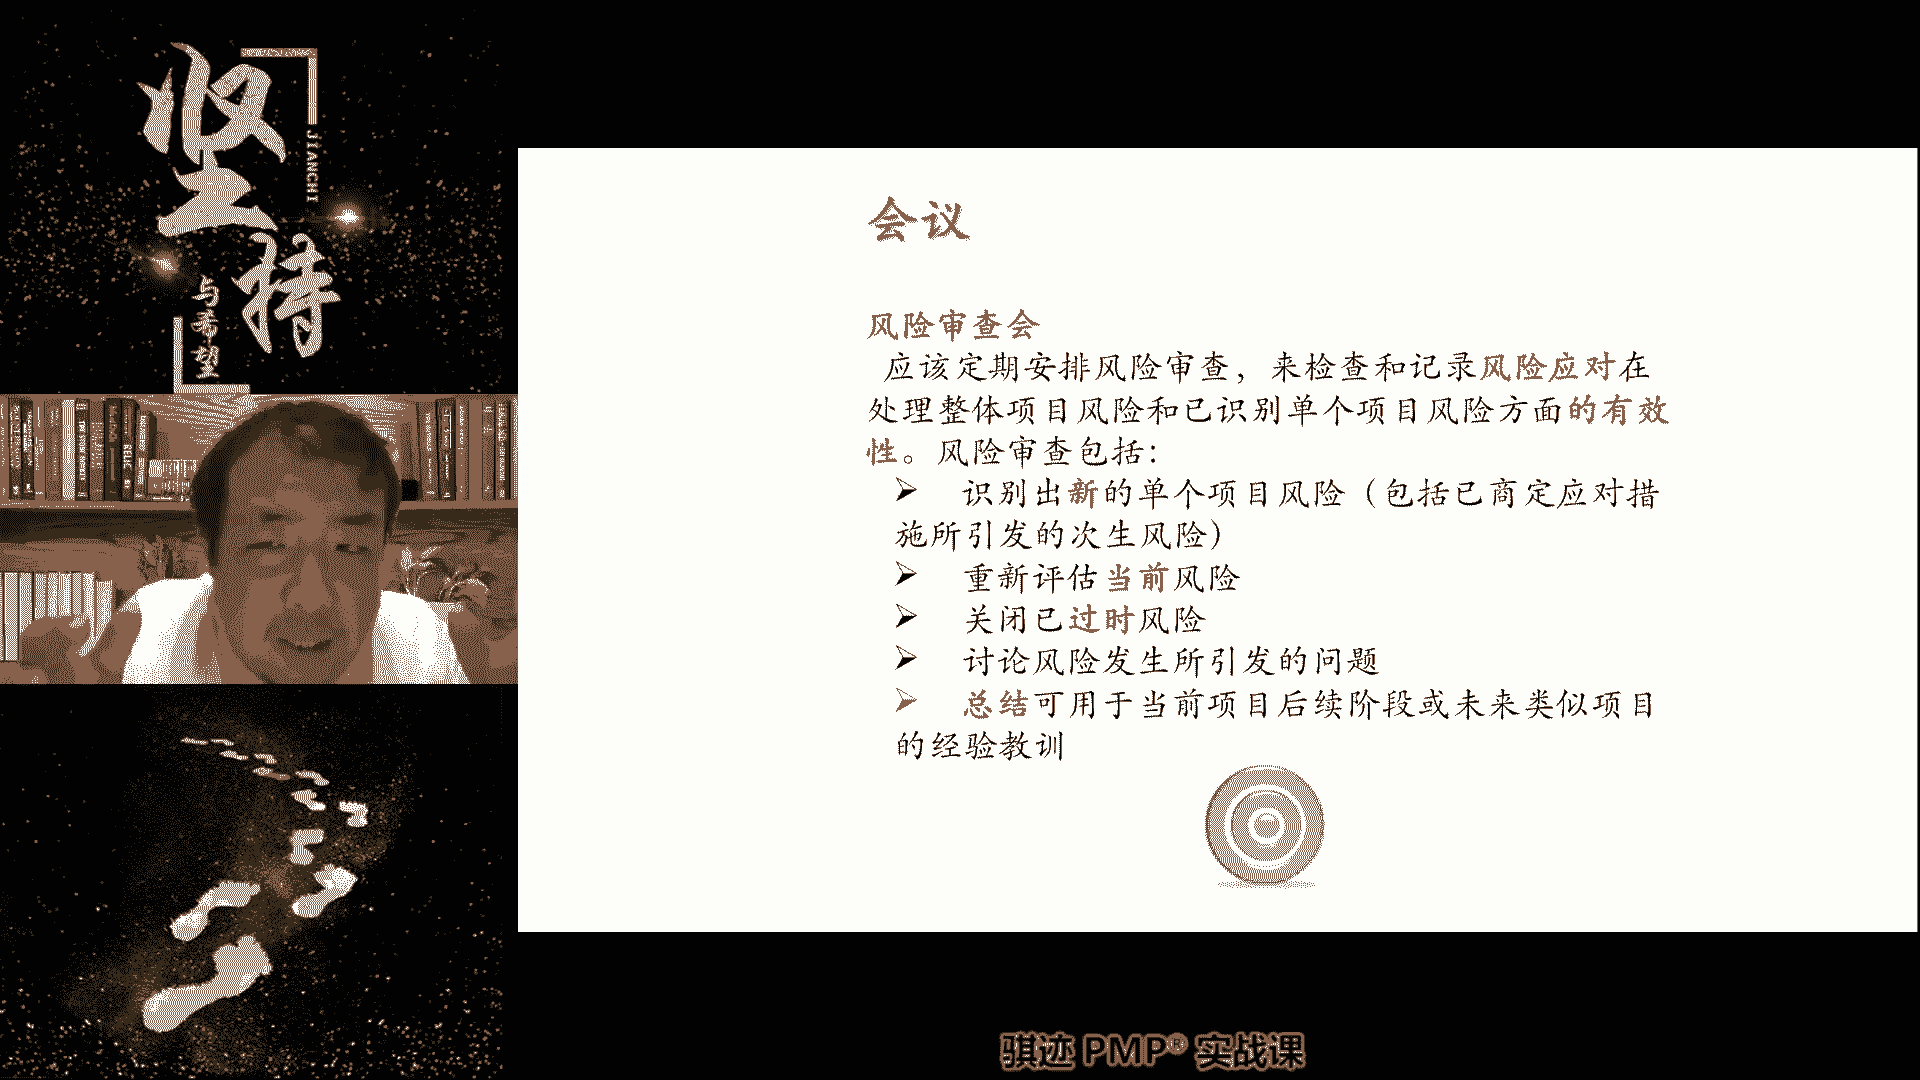 坚持
JIANCHI
与希望
会议
风险审查会
应该定期安排风险审查，来检查和记录风险应对在
处理整体项目风险和已识别单个项目风险方面的有效
性。风险审查包括：
➢ 识别出新的单个项目风险（包括已商定应对措
施所引发的次生风险）
➢ 重新评估当前风险
➢ 关闭已过时风险
➢ 讨论风险发生所引发的问题
➢ 总结可用于当前项目后续阶段或未来类似项目
的经验教训
骐迹 PMP® 实战课